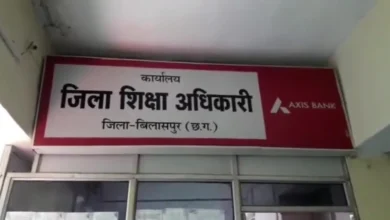 कार्यालय
जिला शिक्षा अधिकारी
जिला-बिलासपुर (छ.ग.)
AXIS BANK